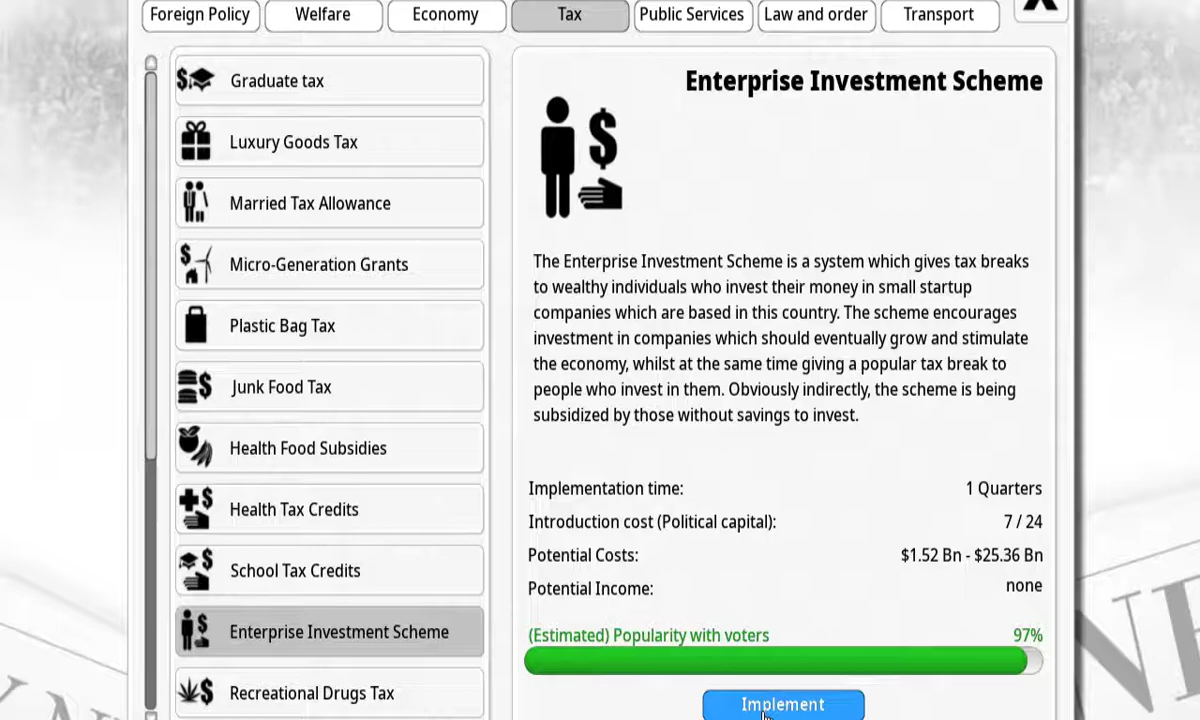 Foreign Policy
Welfare
Economy
Tax
Public Services
Law and order
Transport
X
Graduate tax
Luxury Goods Tax
Married Tax Allowance
Micro-Generation Grants
Plastic Bag Tax
Junk Food Tax
Health Food Subsidies
Health Tax Credits
School Tax Credits
Enterprise Investment Scheme
Recreational Drugs Tax
Enterprise Investment Scheme
The Enterprise Investment Scheme is a system which gives tax breaks
to wealthy individuals who invest their money in small startup
companies which are based in this country. The scheme encourages
investment in companies which should eventually grow and stimulate
the economy, whilst at the same time giving a popular tax break to
people who invest in them. Obviously indirectly, the scheme is being
subsidized by those without savings to invest.
Implementation time: 1 Quarters
Introduction cost (Political capital): 7 / 24
Potential Costs: $1.52 Bn - $25.36 Bn
Potential Income: none
(Estimated) Popularity with voters 97%
Implement